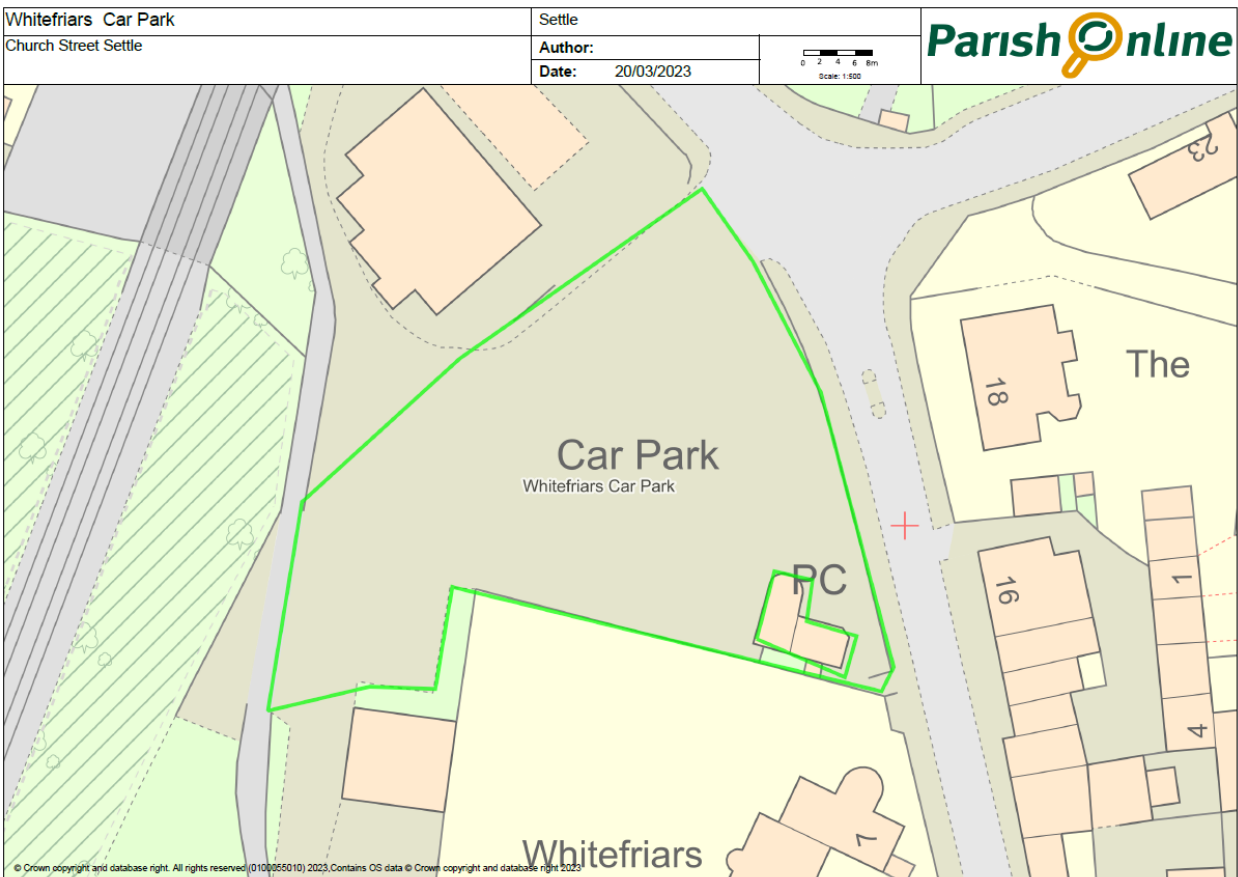 Whitefriars Car Park
Church Street Settle
Settle
Author:
Date: 20/03/2023
0 2 4 6 8m
Scale: 1:500
Parish Online
23
The
18
Car Park
Whitefriars Car Park
PC
16
1
4
7
Whitefriars
© Crown copyright and database right. All rights reserved (0100055010) 2023,Contains OS data © Crown copyright and database right 2023